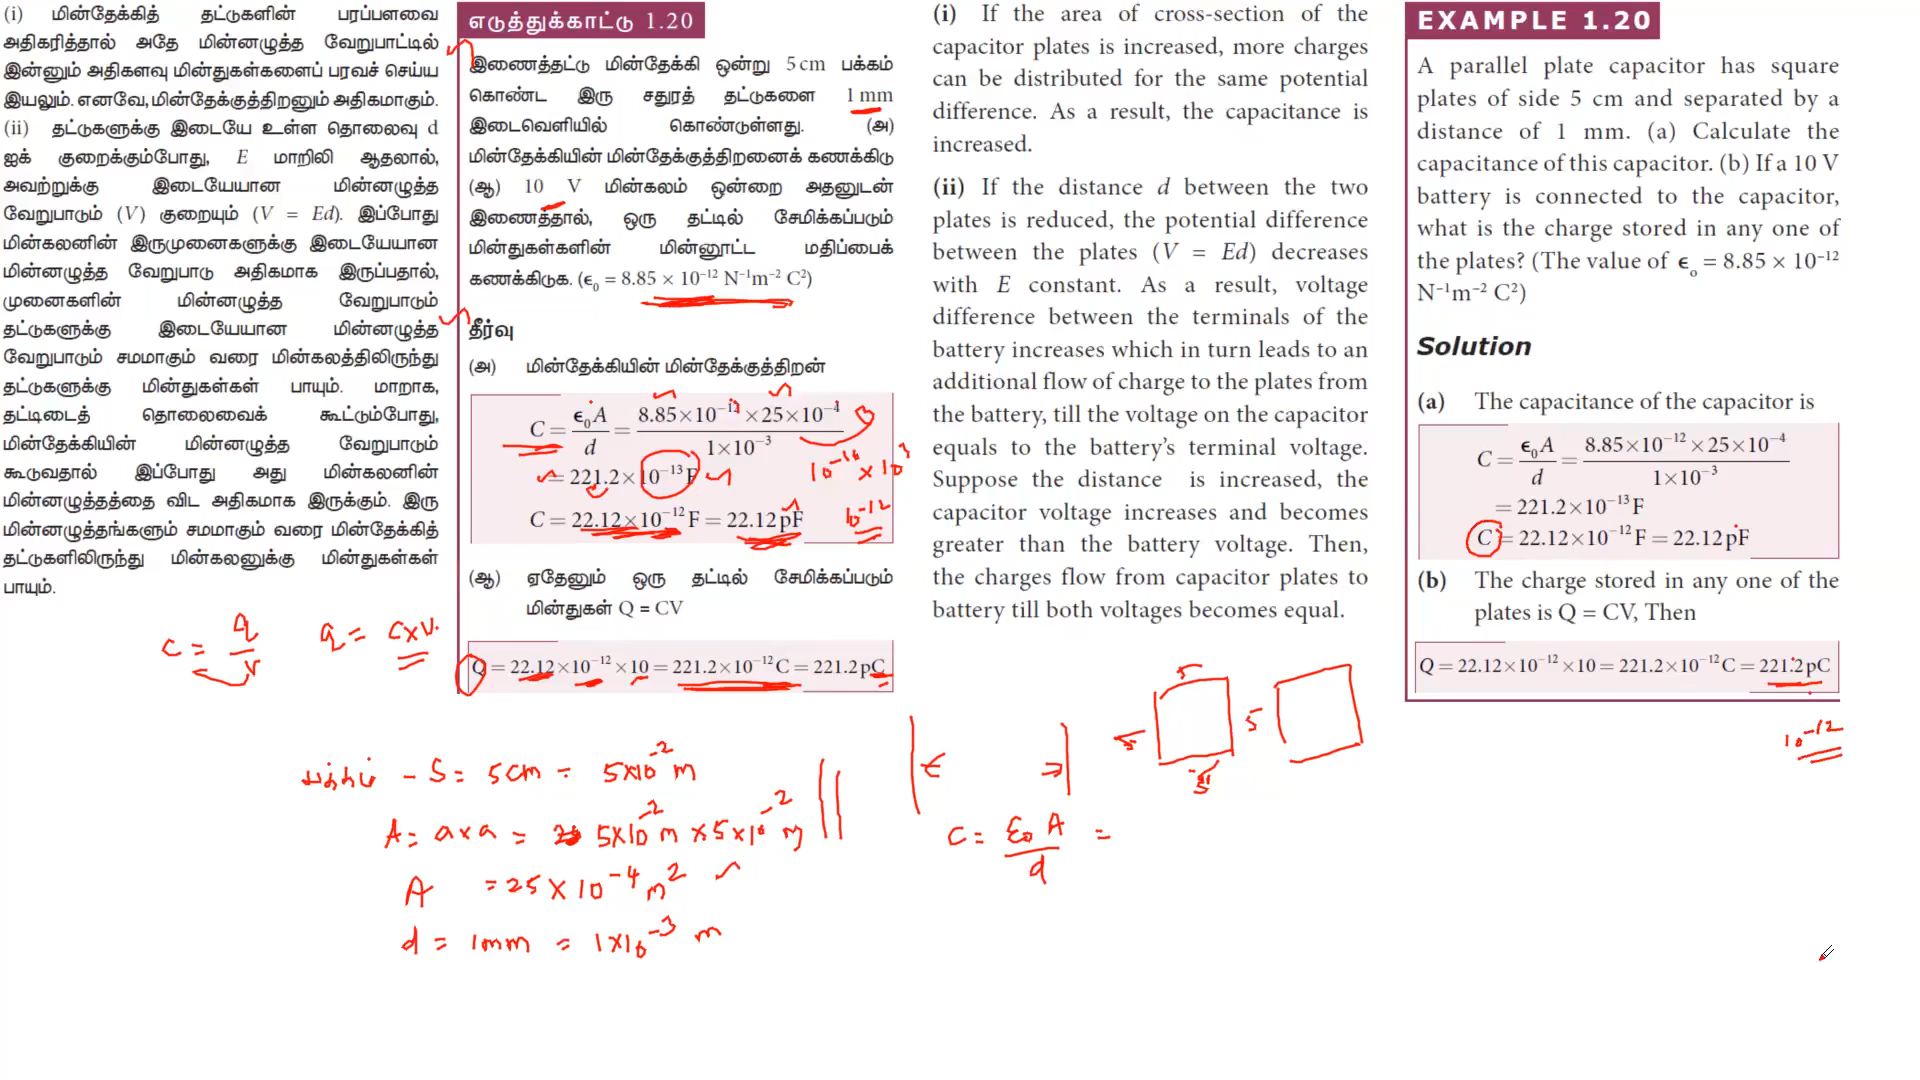 (i) மின்தேக்கித் தட்டுகளின் பரப்பளவை
அதிகரித்தால் அதே மின்னழுத்த வேறுபாட்டில்
இன்னும் அதிகளவு மின்துகள்களைப் பரவச் செய்ய
இயலும். எனவே, மின்தேக்குத்திறனும் அதிகமாகும்.
(ii) தட்டுகளுக்கு இடையே உள்ள தொலைவு d
ஐக் குறைக்கும்போது, E மாறிலி ஆதலால்,
அவற்றுக்கு இடையேயான மின்னழுத்த
வேறுபாடும் (V) குறையும் (V = Ed). இப்போது
மின்கலனின் இருமுனைகளுக்கு இடையேயான
மின்னழுத்த வேறுபாடு அதிகமாக இருப்பதால்,
முனைகளின் மின்னழுத்த வேறுபாடும்
தட்டுகளுக்கு இடையேயான மின்னழுத்த
வேறுபாடும் சமமாகும் வரை மின்கலத்திலிருந்து
தட்டுகளுக்கு மின்துகள்கள் பாயும். மாறாக,
தட்டிடைத் தொலைவைக் கூட்டும்போது,
மின்தேக்கியின் மின்னழுத்த வேறுபாடும்
கூடுவதால் இப்போது அது மின்கலனின்
மின்னழுத்தத்தை விட அதிகமாக இருக்கும். இரு
மின்னழுத்தங்களும் சமமாகும் வரை மின்தேக்கித்
தட்டுகளிலிருந்து மின்கலனுக்கு மின்துகள்கள்
பாயும்.
எடுத்துக்காட்டு 1.20
இணைத்தட்டு மின்தேக்கி ஒன்று 5 cm பக்கம்
கொண்ட இரு சதுரத் தட்டுகளை 1 mm
இடைவெளியில் கொண்டுள்ளது. (அ)
மின்தேக்கியின் மின்தேக்குத்திறனைக் கணக்கிடு
(ஆ) 10 V மின்கலம் ஒன்றை அதனுடன்
இணைத்தால், ஒரு தட்டில் சேமிக்கப்படும்
மின்துகள்களின் மின்னூட்ட மதிப்பைக்
கணக்கிடுக. (ϵ₀ = 8.85 × 10⁻¹² N⁻¹m⁻² C²)
தீர்வு
(அ) மின்தேக்கியின் மின்தேக்குத்திறன்
C = ϵ₀A / d = 8.85×10⁻¹² ×25×10⁻⁴ / 1×10⁻³
= 221.2×10⁻¹³ F
C = 22.12×10⁻¹² F = 22.12 pF
10⁻¹⁶ × 10³
10⁻¹²
(ஆ) ஏதேனும் ஒரு தட்டில் சேமிக்கப்படும்
மின்துகள் Q = CV
Q = 22.12×10⁻¹² ×10 = 221.2×10⁻¹² C = 221.2 pC
(i) If the area of cross-section of the
capacitor plates is increased, more charges
can be distributed for the same potential
difference. As a result, the capacitance is
increased.
(ii) If the distance d between the two
plates is reduced, the potential difference
between the plates (V = Ed) decreases
with E constant. As a result, voltage
difference between the terminals of the
battery increases which in turn leads to an
additional flow of charge to the plates from
the battery, till the voltage on the capacitor
equals to the battery’s terminal voltage.
Suppose the distance is increased, the
capacitor voltage increases and becomes
greater than the battery voltage. Then,
the charges flow from capacitor plates to
battery till both voltages becomes equal.
EXAMPLE 1.20
A parallel plate capacitor has square
plates of side 5 cm and separated by a
distance of 1 mm. (a) Calculate the
capacitance of this capacitor. (b) If a 10 V
battery is connected to the capacitor,
what is the charge stored in any one of
the plates? (The value of ϵ₀ = 8.85 × 10⁻¹²
N⁻¹m⁻² C²)
Solution
(a) The capacitance of the capacitor is
C = ϵ₀A / d = 8.85×10⁻¹² ×25×10⁻⁴ / 1×10⁻³
= 221.2×10⁻¹³ F
C = 22.12×10⁻¹² F = 22.12 pF
(b) The charge stored in any one of the
plates is Q = CV, Then
Q = 22.12×10⁻¹² ×10 = 221.2×10⁻¹² C = 221.2 pC
10⁻¹²
C = q / V q = C×V.
பக்கம் - S = 5cm = 5×10⁻² m
A = a×a = 5×10⁻² m × 5×10⁻² m
A = 25 × 10⁻⁴ m²
d = 1mm = 1×10⁻³ m
C = ε₀ A / d =
5
5
5
5